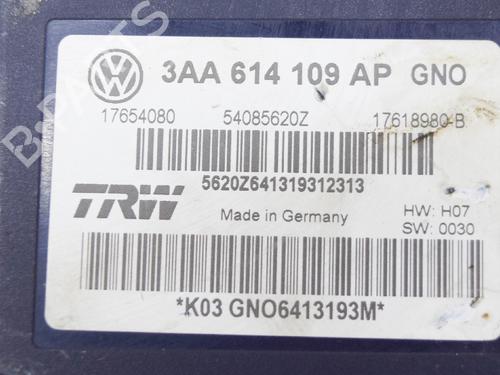 3AA 614 109 AP GNO
17654080 54085620Z 17618980-B
5620Z641319312313
TRW Made in Germany HW: H07
SW: 0030
*K03 GNO6413193M*